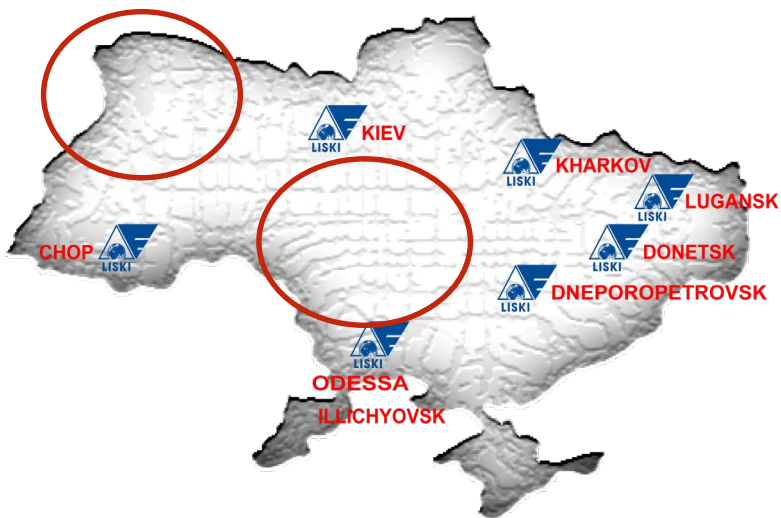 LISKI
KIEV
LISKI
KHARKOV
LISKI
LUGANSK
CHOP
LISKI
LISKI
DONETSK
LISKI
DNEPOROPETROVSK
LISKI
ODESSA
ILLICHYOVSK